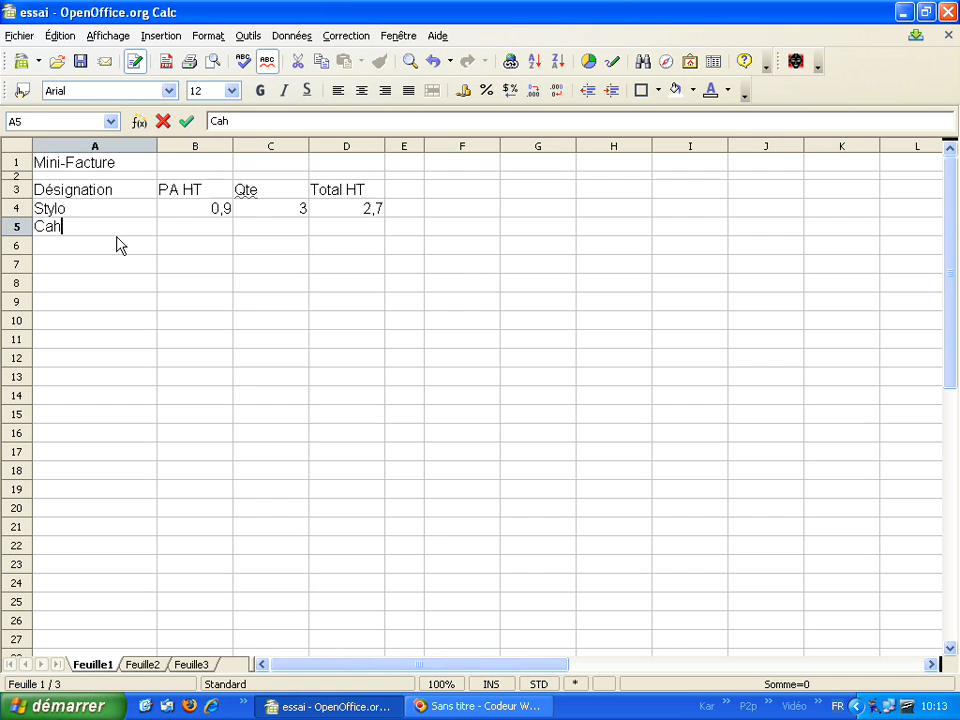 essai - OpenOffice.org Calc
Fichier Édition Affichage Insertion Format Outils Données Correction Fenêtre Aide
Arial 12 G I S
A5 f(x) Cah
A B C D E F G H I J K L
1 Mini-Facture
2
3 Désignation PA HT Qte Total HT
4 Stylo 0,9 3 2,7
5 Cah
6
7
8
9
10
11
12
13
14
15
16
17
18
19
20
21
22
23
24
25
26
27
Feuille1 Feuille2 Feuille3
Feuille 1 / 3 Standard 100% INS STD * Somme=0
démarrer essai - OpenOffice.or... Sans titre - Codeur W... Kar P2p Vidéo FR 10:13